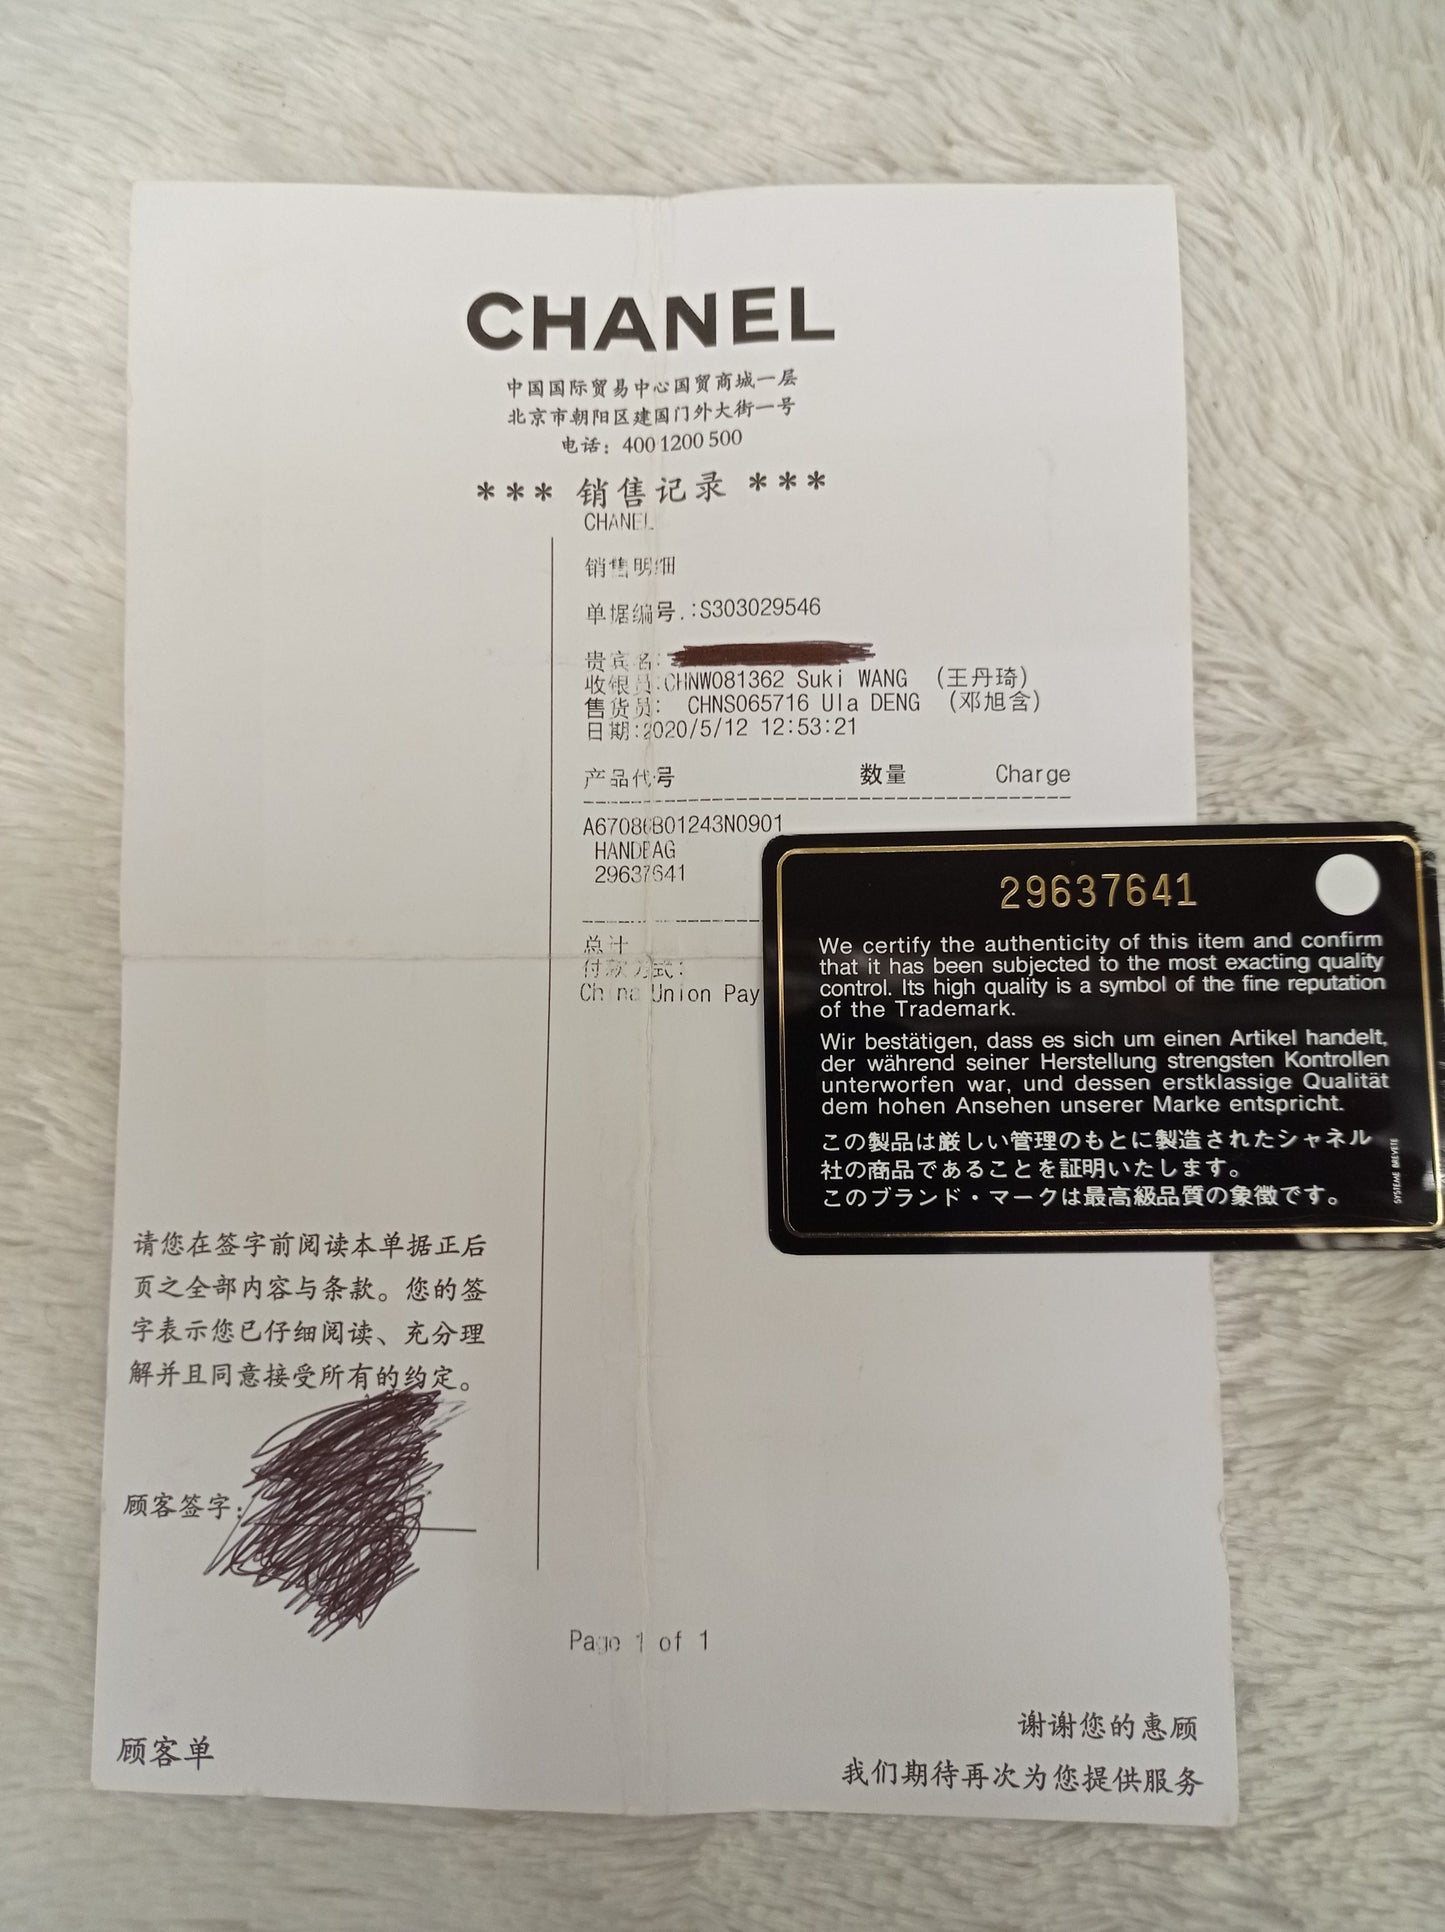 CHANEL
中国国际贸易中心国贸商城一层
北京市朝阳区建国门外大街一号
电话：400 1200 500
*** 销售记录 ***
CHANEL
销售明细
单据编号.:S303029546
贵宾名:
收银员:CHNW081362 Suki WANG (王丹琦)
售货员: CHNS065716 Ula DENG (邓旭含)
日期:2020/5/12 12:53:21
产品代号 数量 Charge
A67086B01243N0901
HANDBAG
29637641
总计
付款方式:
China Union Pay
29637641
We certify the authenticity of this item and confirm
that it has been subjected to the most exacting quality
control. Its high quality is a symbol of the fine reputation
of the Trademark.
Wir bestätigen, dass es sich um einen Artikel handelt,
der während seiner Herstellung strengsten Kontrollen
unterworfen war, und dessen erstklassige Qualität
dem hohen Ansehen unserer Marke entspricht.
この製品は厳しい管理のもとに製造されたシャネル
社の商品であることを証明いたします。
このブランド・マークは最高級品質の象徴です。
SYSTEME BREVETE
请您在签字前阅读本单据正后
页之全部内容与条款。您的签
字表示您已仔细阅读、充分理
解并且同意接受所有的约定。
顾客签字:
Page 1 of 1
顾客单
谢谢您的惠顾
我们期待再次为您提供服务